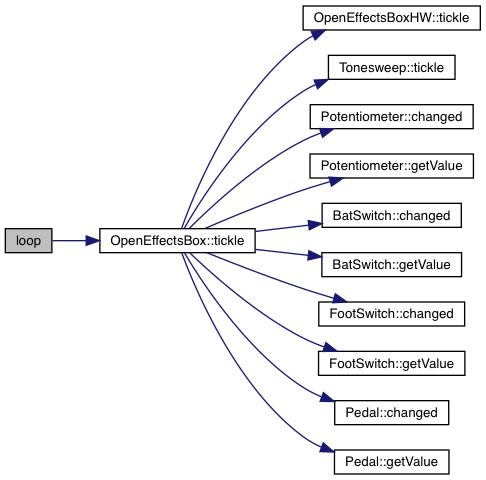 OpenEffectsBoxHW::tickle
Tonesweep::tickle
Potentiometer::changed
Potentiometer::getValue
BatSwitch::changed
loop
OpenEffectsBox::tickle
BatSwitch::getValue
FootSwitch::changed
FootSwitch::getValue
Pedal::changed
Pedal::getValue